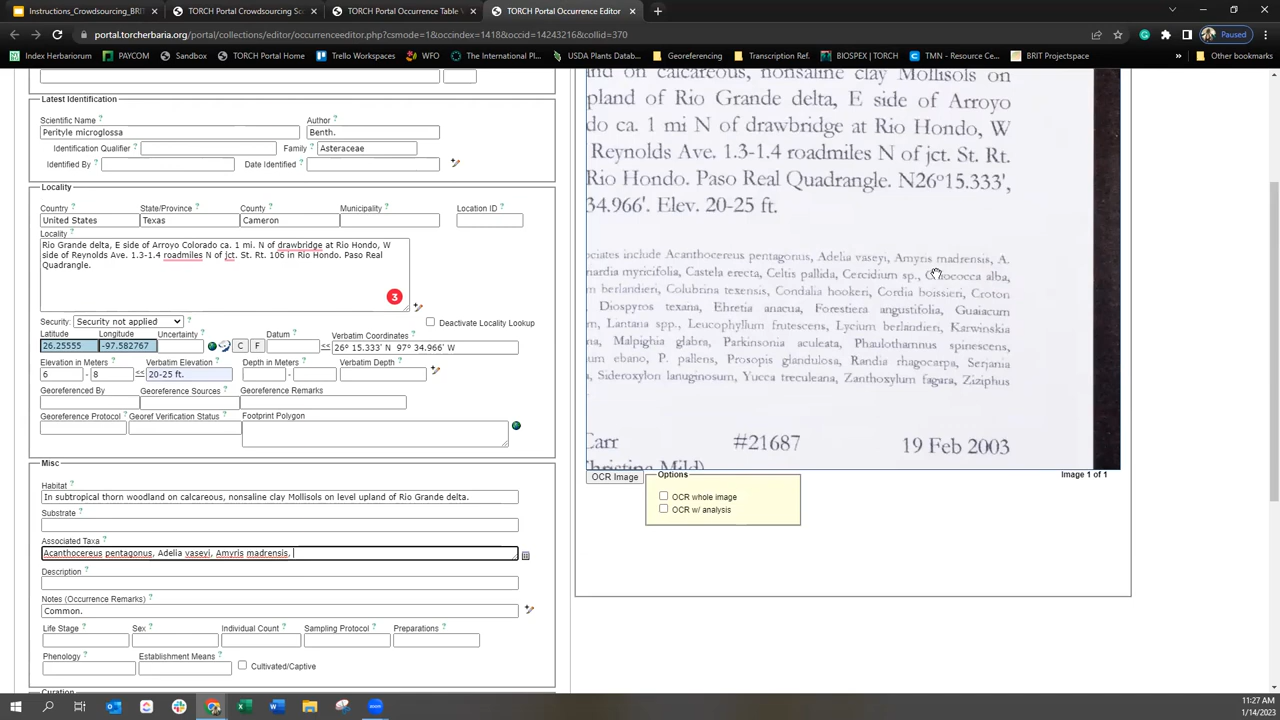 Instructions_Crowdsourcing_BRIT
TORCH Portal Crowdsourcing Sc
TORCH Portal Occurrence Table V
TORCH Portal Occurrence Editor
portal.torcherbaria.org/portal/collections/editor/occurrenceeditor.php?csmode=1&occindex=1418&occid=14243216&collid=370
Paused
Index Herbariorum
PAYCOM
Sandbox
TORCH Portal Home
Trello Workspaces
WFO
The International Pl...
USDA Plants Databa...
Georeferencing
Transcription Ref.
BIOSPEX | TORCH
TMN - Resource Ce...
BRIT Projectspace
»
Other bookmarks
Latest Identification
Scientific Name ?
Author
Perityle microglossa
Benth.
Identification Qualifier ?
Family ?
Asteraceae
Identified By ?
Date Identified ?
Locality
Country ?
State/Province ?
County ?
Municipality ?
Location ID ?
United States
Texas
Cameron
Locality
Rio Grande delta, E side of Arroyo Colorado ca. 1 mi. N of drawbridge at Rio Hondo, W
side of Reynolds Ave. 1.3-1.4 roadmiles N of jct. St. Rt. 106 in Rio Hondo. Paso Real
Quadrangle.
3
Security: Security not applied ?
Deactivate Locality Lookup
Latitude
Longitude
Uncertainty ?
Datum ?
Verbatim Coordinates ?
26.25555
-97.582767
C
F
<<
26° 15.333' N 97° 34.966' W
Elevation in Meters ?
Verbatim Elevation ?
Depth in Meters ?
Verbatim Depth ?
6
-
8
<<
20-25 ft.
-
Georeferenced By ?
Georeference Sources ?
Georeference Remarks ?
Georeference Protocol ?
Georef Verification Status ?
Footprint Polygon ?
Misc
Habitat ?
In subtropical thorn woodland on calcareous, nonsaline clay Mollisols on level upland of Rio Grande delta.
Substrate ?
Associated Taxa ?
Acanthocereus pentagonus, Adelia vaseyi, Amyris madrensis,
Description ?
Notes (Occurrence Remarks) ?
Common.
Life Stage ?
Sex ?
Individual Count ?
Sampling Protocol ?
Preparations ?
Phenology ?
Establishment Means ?
Cultivated/Captive
Curation
nd on calcareous, nonsaline clay Mollisols on
pland of Rio Grande delta, E side of Arroyo
do ca. 1 mi N of drawbridge at Rio Hondo, W
Reynolds Ave. 1.3-1.4 roadmiles N of jct. St. Rt.
Rio Hondo. Paso Real Quadrangle. N26°15.333',
34.966'. Elev. 20-25 ft.
ociates include Acanthocereus pentagonus, Adelia vaseyi, Amyris madrensis, A.
nardia myricifolia, Castela erecta, Celtis pallida, Cercidium sp., Chiococca alba,
m berlandieri, Colubrina texensis, Condalia hookeri, Cordia boissieri, Croton
Diospyros texana, Ehretia anacua, Forestiera angustifolia, Guaiacum
m, Lantana spp., Leucophyllum frutescens, Lycium berlandieri, Karwinskia
na, Malpighia glabra, Parkinsonia aculeata, Phaulothamnus spinescens,
um ebano, P. pallens, Prosopis glandulosa, Randia rhagocarpa, Serjania
, Sideroxylon lanuginosum, Yucca treculeana, Zanthoxylum fagara, Ziziphus
Carr
#21687
19 Feb 2003
Christina Mild)
OCR Image
Options
OCR whole image
OCR w/ analysis
Image 1 of 1
11:27 AM
1/14/2023